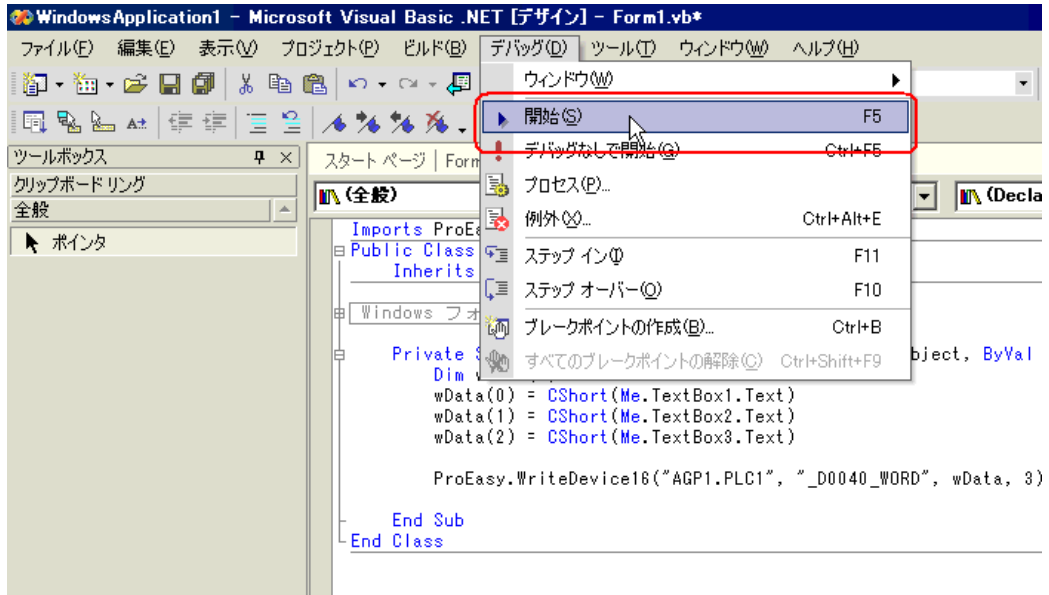 WindowsApplication1 - Microsoft Visual Basic .NET [デザイン] - Form1.vb*
ファイル(F) 編集(E) 表示(V) プロジェクト(P) ビルド(B) デバッグ(D) ツール(T) ウィンドウ(W) ヘルプ(H)
ウィンドウ(W)
開始(S) F5
デバッグなしで開始(G) Ctrl+F5
プロセス(P)...
例外(X)... Ctrl+Alt+E
ステップ イン(I) F11
ステップ オーバー(O) F10
ブレークポイントの作成(B)... Ctrl+B
すべてのブレークポイントの解除(C) Ctrl+Shift+F9
ツールボックス
クリップボード リング
全般
ポインタ
スタート ページ Form
(全般) (Decla
Imports ProEa
Public Class
Inherits
Windows フォ
Private bject, ByVal
Dim
wData(0) = CShort(Me.TextBox1.Text)
wData(1) = CShort(Me.TextBox2.Text)
wData(2) = CShort(Me.TextBox3.Text)
ProEasy.WriteDevice16("AGP1.PLC1", "_D0040_WORD", wData, 3)
End Sub
End Class